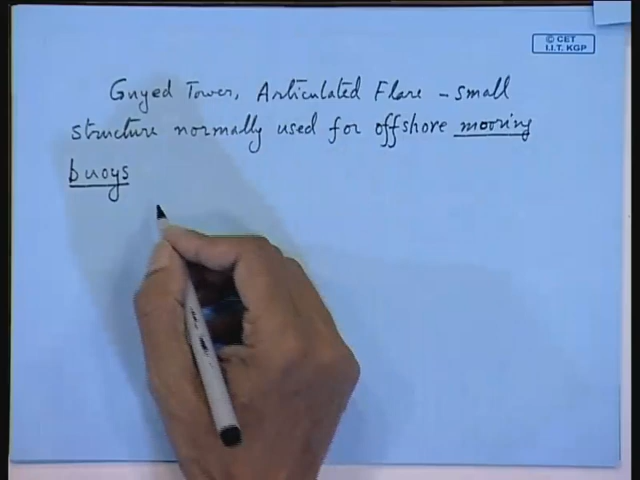 © CET
I.I.T. KGP
Guyed Tower, Articulated Flare - small
structure normally used for offshore mooring
buoys